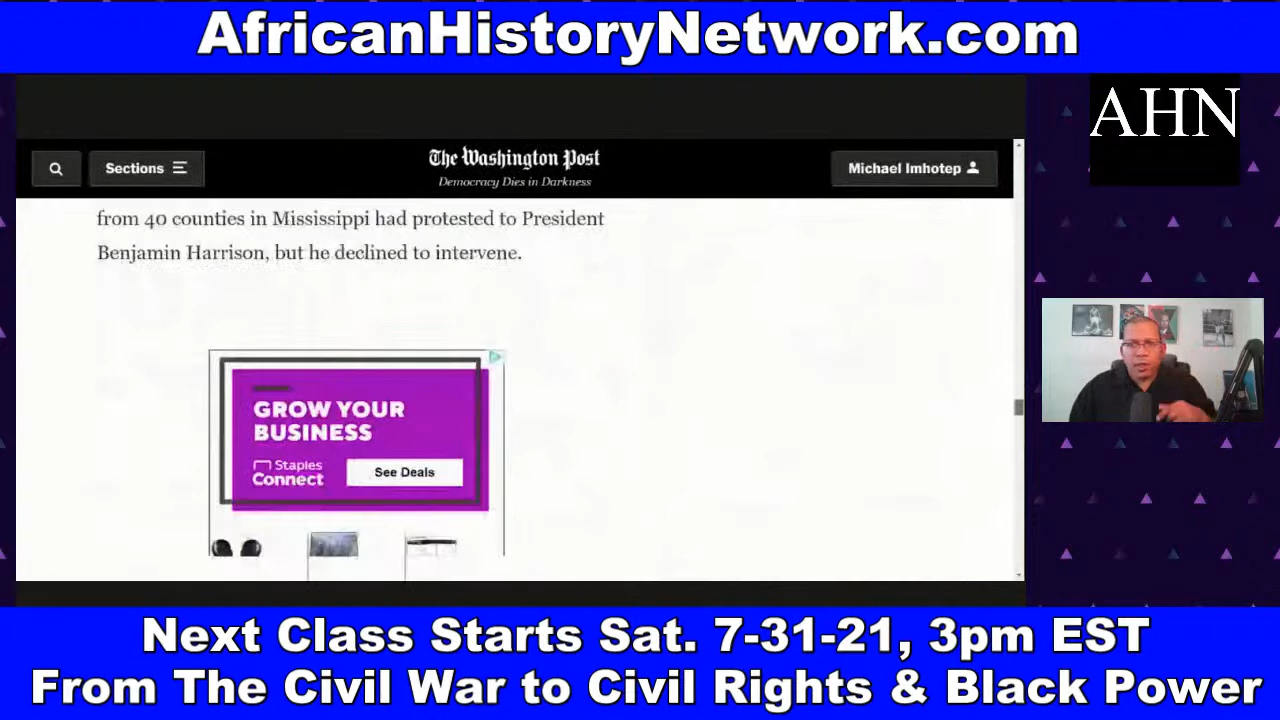 AfricanHistoryNetwork.com
AHN
Sections
The Washington Post
Democracy Dies in Darkness
Michael Imhotep
from 40 counties in Mississippi had protested to President
Benjamin Harrison, but he declined to intervene.
GROW YOUR
BUSINESS
Staples
Connect
See Deals
Next Class Starts Sat. 7-31-21, 3pm EST
From The Civil War to Civil Rights & Black Power